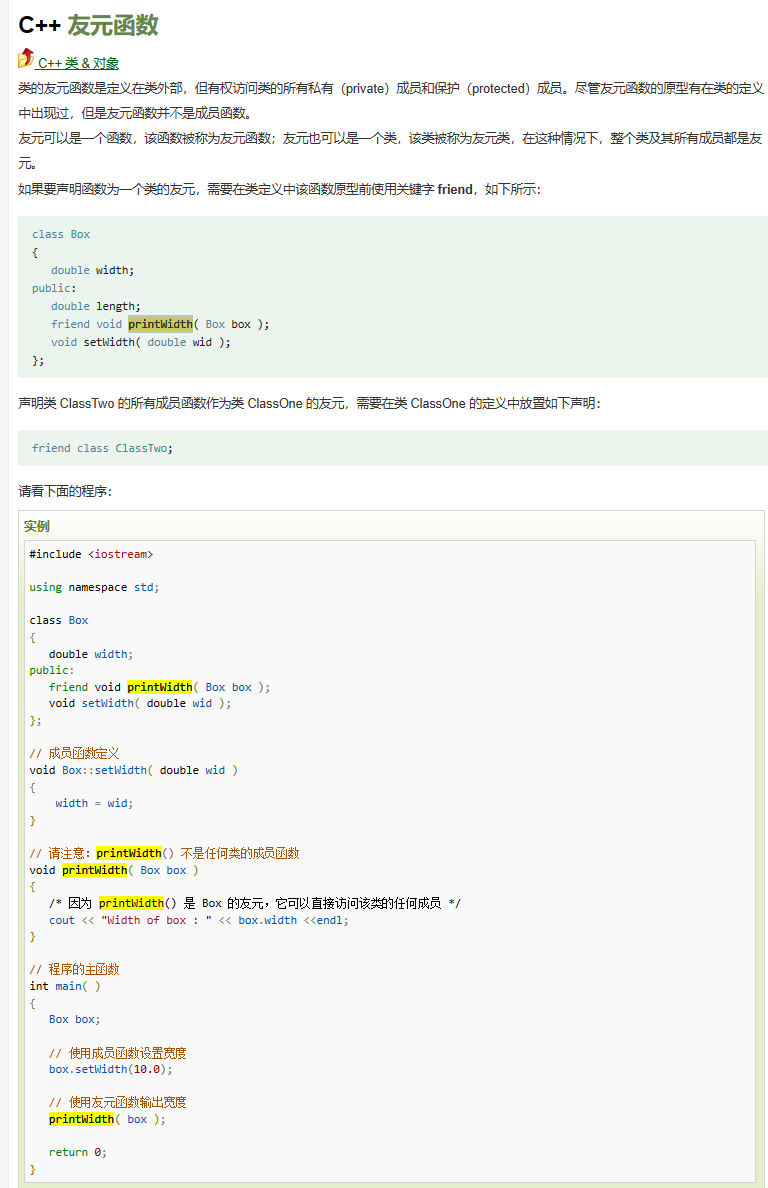 C++ 友元函数
C++ 类 & 对象
类的友元函数是定义在类外部，但有权访问类的所有私有（private）成员和保护（protected）成员。尽管友元函数的原型有在类的定义
中出现过，但是友元函数并不是成员函数。
友元可以是一个函数，该函数被称为友元函数；友元也可以是一个类，该类被称为友元类，在这种情况下，整个类及其所有成员都是友
元。
如果要声明函数为一个类的友元，需要在类定义中该函数原型前使用关键字 friend，如下所示：
class Box
{
   double width;
public:
   double length;
   friend void printWidth( Box box );
   void setWidth( double wid );
};
声明类 ClassTwo 的所有成员函数作为类 ClassOne 的友元，需要在类 ClassOne 的定义中放置如下声明：
friend class ClassTwo;
请看下面的程序：
实例
#include <iostream>
using namespace std;
class Box
{
   double width;
public:
   friend void printWidth( Box box );
   void setWidth( double wid );
};
// 成员函数定义
void Box::setWidth( double wid )
{
    width = wid;
}
// 请注意：printWidth() 不是任何类的成员函数
void printWidth( Box box )
{
   /* 因为 printWidth() 是 Box 的友元，它可以直接访问该类的任何成员 */
   cout << "Width of box : " << box.width <<endl;
}
// 程序的主函数
int main( )
{
   Box box;
   // 使用成员函数设置宽度
   box.setWidth(10.0);
   // 使用友元函数输出宽度
   printWidth( box );
   return 0;
}